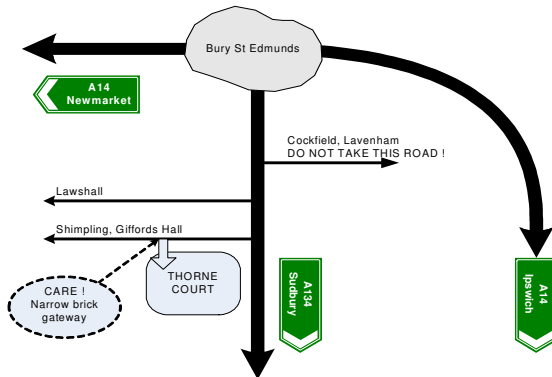 Bury St Edmunds
A14
Newmarket
Cockfield, Lavenham
DO NOT TAKE THIS ROAD !
Lawshall
Shimpling, Giffords Hall
THORNE
COURT
CARE !
Narrow brick
gateway
A134
Sudbury
A14
Ipswich